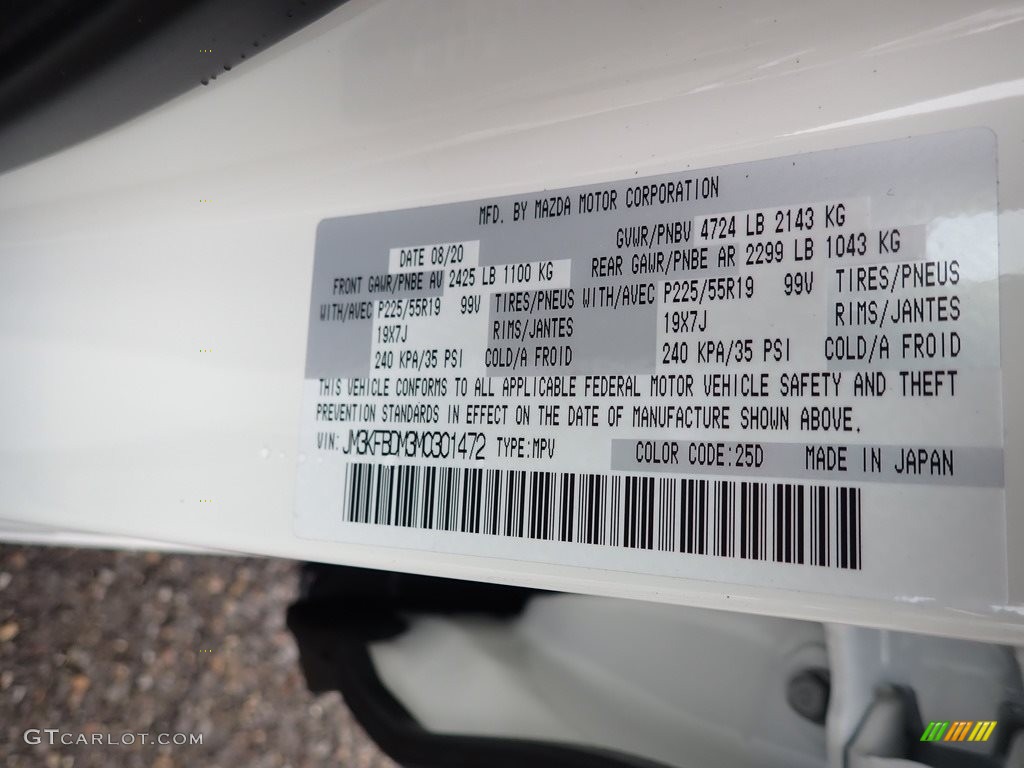 MFD. BY MAZDA MOTOR CORPORATION
DATE 08/20 GVWR/PNBV 4724 LB 2143 KG
FRONT GAWR/PNBE AV 2425 LB 1100 KG REAR GAWR/PNBE AR 2299 LB 1043 KG
WITH/AVEC P225/55R19 99V TIRES/PNEUS WITH/AVEC P225/55R19 99V TIRES/PNEUS
19X7J RIMS/JANTES 19X7J RIMS/JANTES
240 KPA/35 PSI COLD/A FROID 240 KPA/35 PSI COLD/A FROID
THIS VEHICLE CONFORMS TO ALL APPLICABLE FEDERAL MOTOR VEHICLE SAFETY AND THEFT
PREVENTION STANDARDS IN EFFECT ON THE DATE OF MANUFACTURE SHOWN ABOVE.
VIN: JM3KFBDM3M0301472 TYPE:MPV COLOR CODE:25D MADE IN JAPAN
GTCARLOT.COM